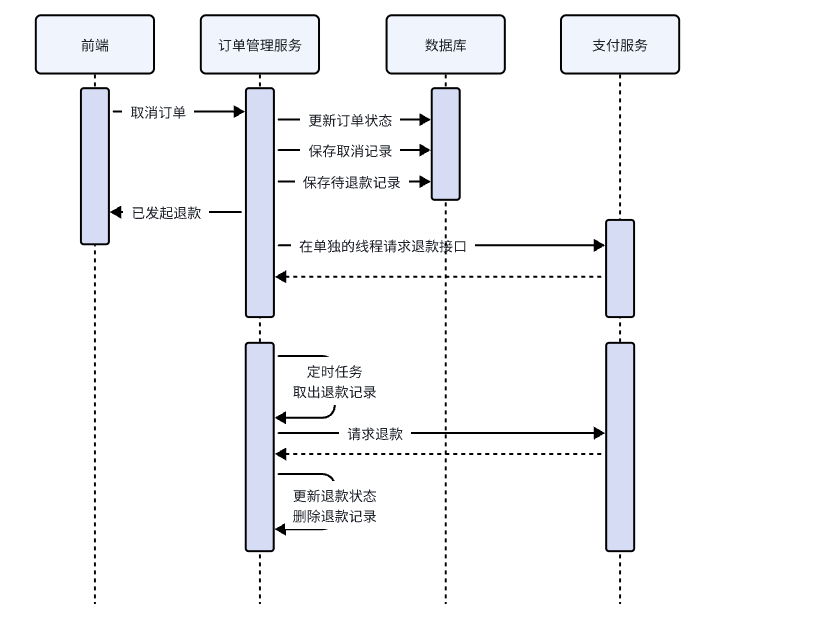 前端
订单管理服务
数据库
支付服务
取消订单
更新订单状态
保存取消记录
保存待退款记录
已发起退款
在单独的线程请求退款接口
定时任务
取出退款记录
请求退款
更新退款状态
删除退款记录